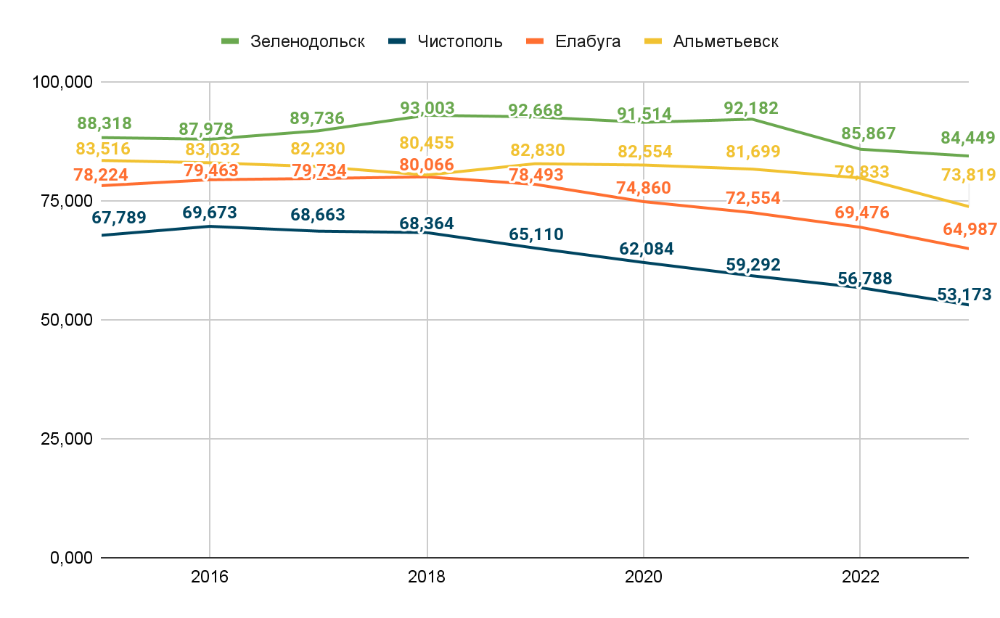 Зеленодольск Чистополь Елабуга Альметьевск
100,000
88,318 87,978 89,736 93,003 92,668 91,514 92,182 85,867 84,449
83,516 83,032 82,230 80,455 82,830 82,554 81,699 79,833 73,819
78,224 79,463 79,734 80,066 78,493 74,860 72,554 69,476 64,987
75,000
67,789 69,673 68,663 68,364 65,110 62,084 59,292 56,788 53,173
50,000
25,000
0,000
2016 2018 2020 2022